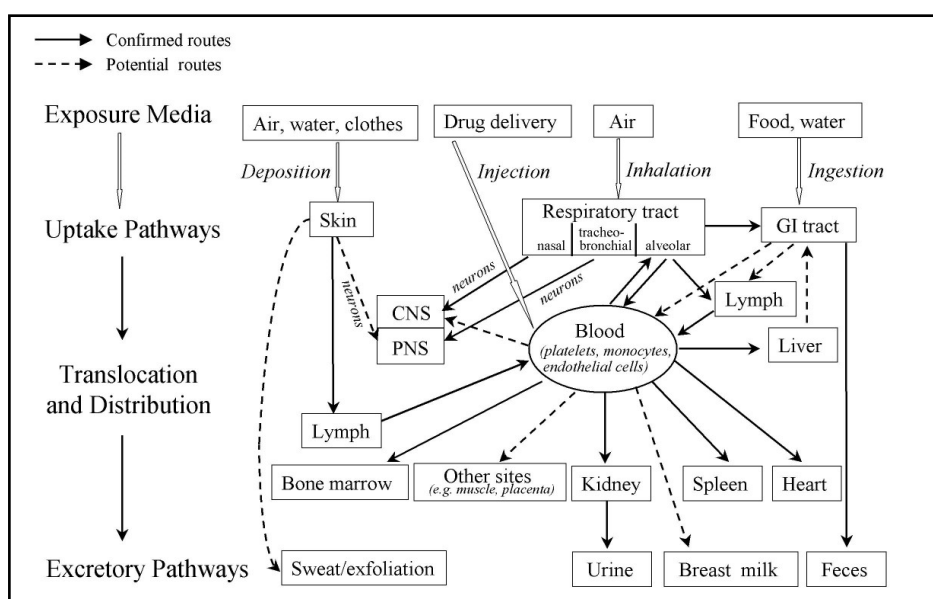 Confirmed routes
Potential routes
Exposure Media
Air, water, clothes
Drug delivery
Air
Food, water
Deposition
Injection
Inhalation
Ingestion
Uptake Pathways
Skin
Respiratory tract
nasal
tracheo-
bronchial
alveolar
GI tract
neurons
neurons
neurons
CNS
PNS
Lymph
Blood
(platelets, monocytes,
endothelial cells)
Liver
Translocation
and Distribution
Lymph
Bone marrow
Other sites
(e.g. muscle, placenta)
Kidney
Spleen
Heart
Excretory Pathways
Sweat/exfoliation
Urine
Breast milk
Feces